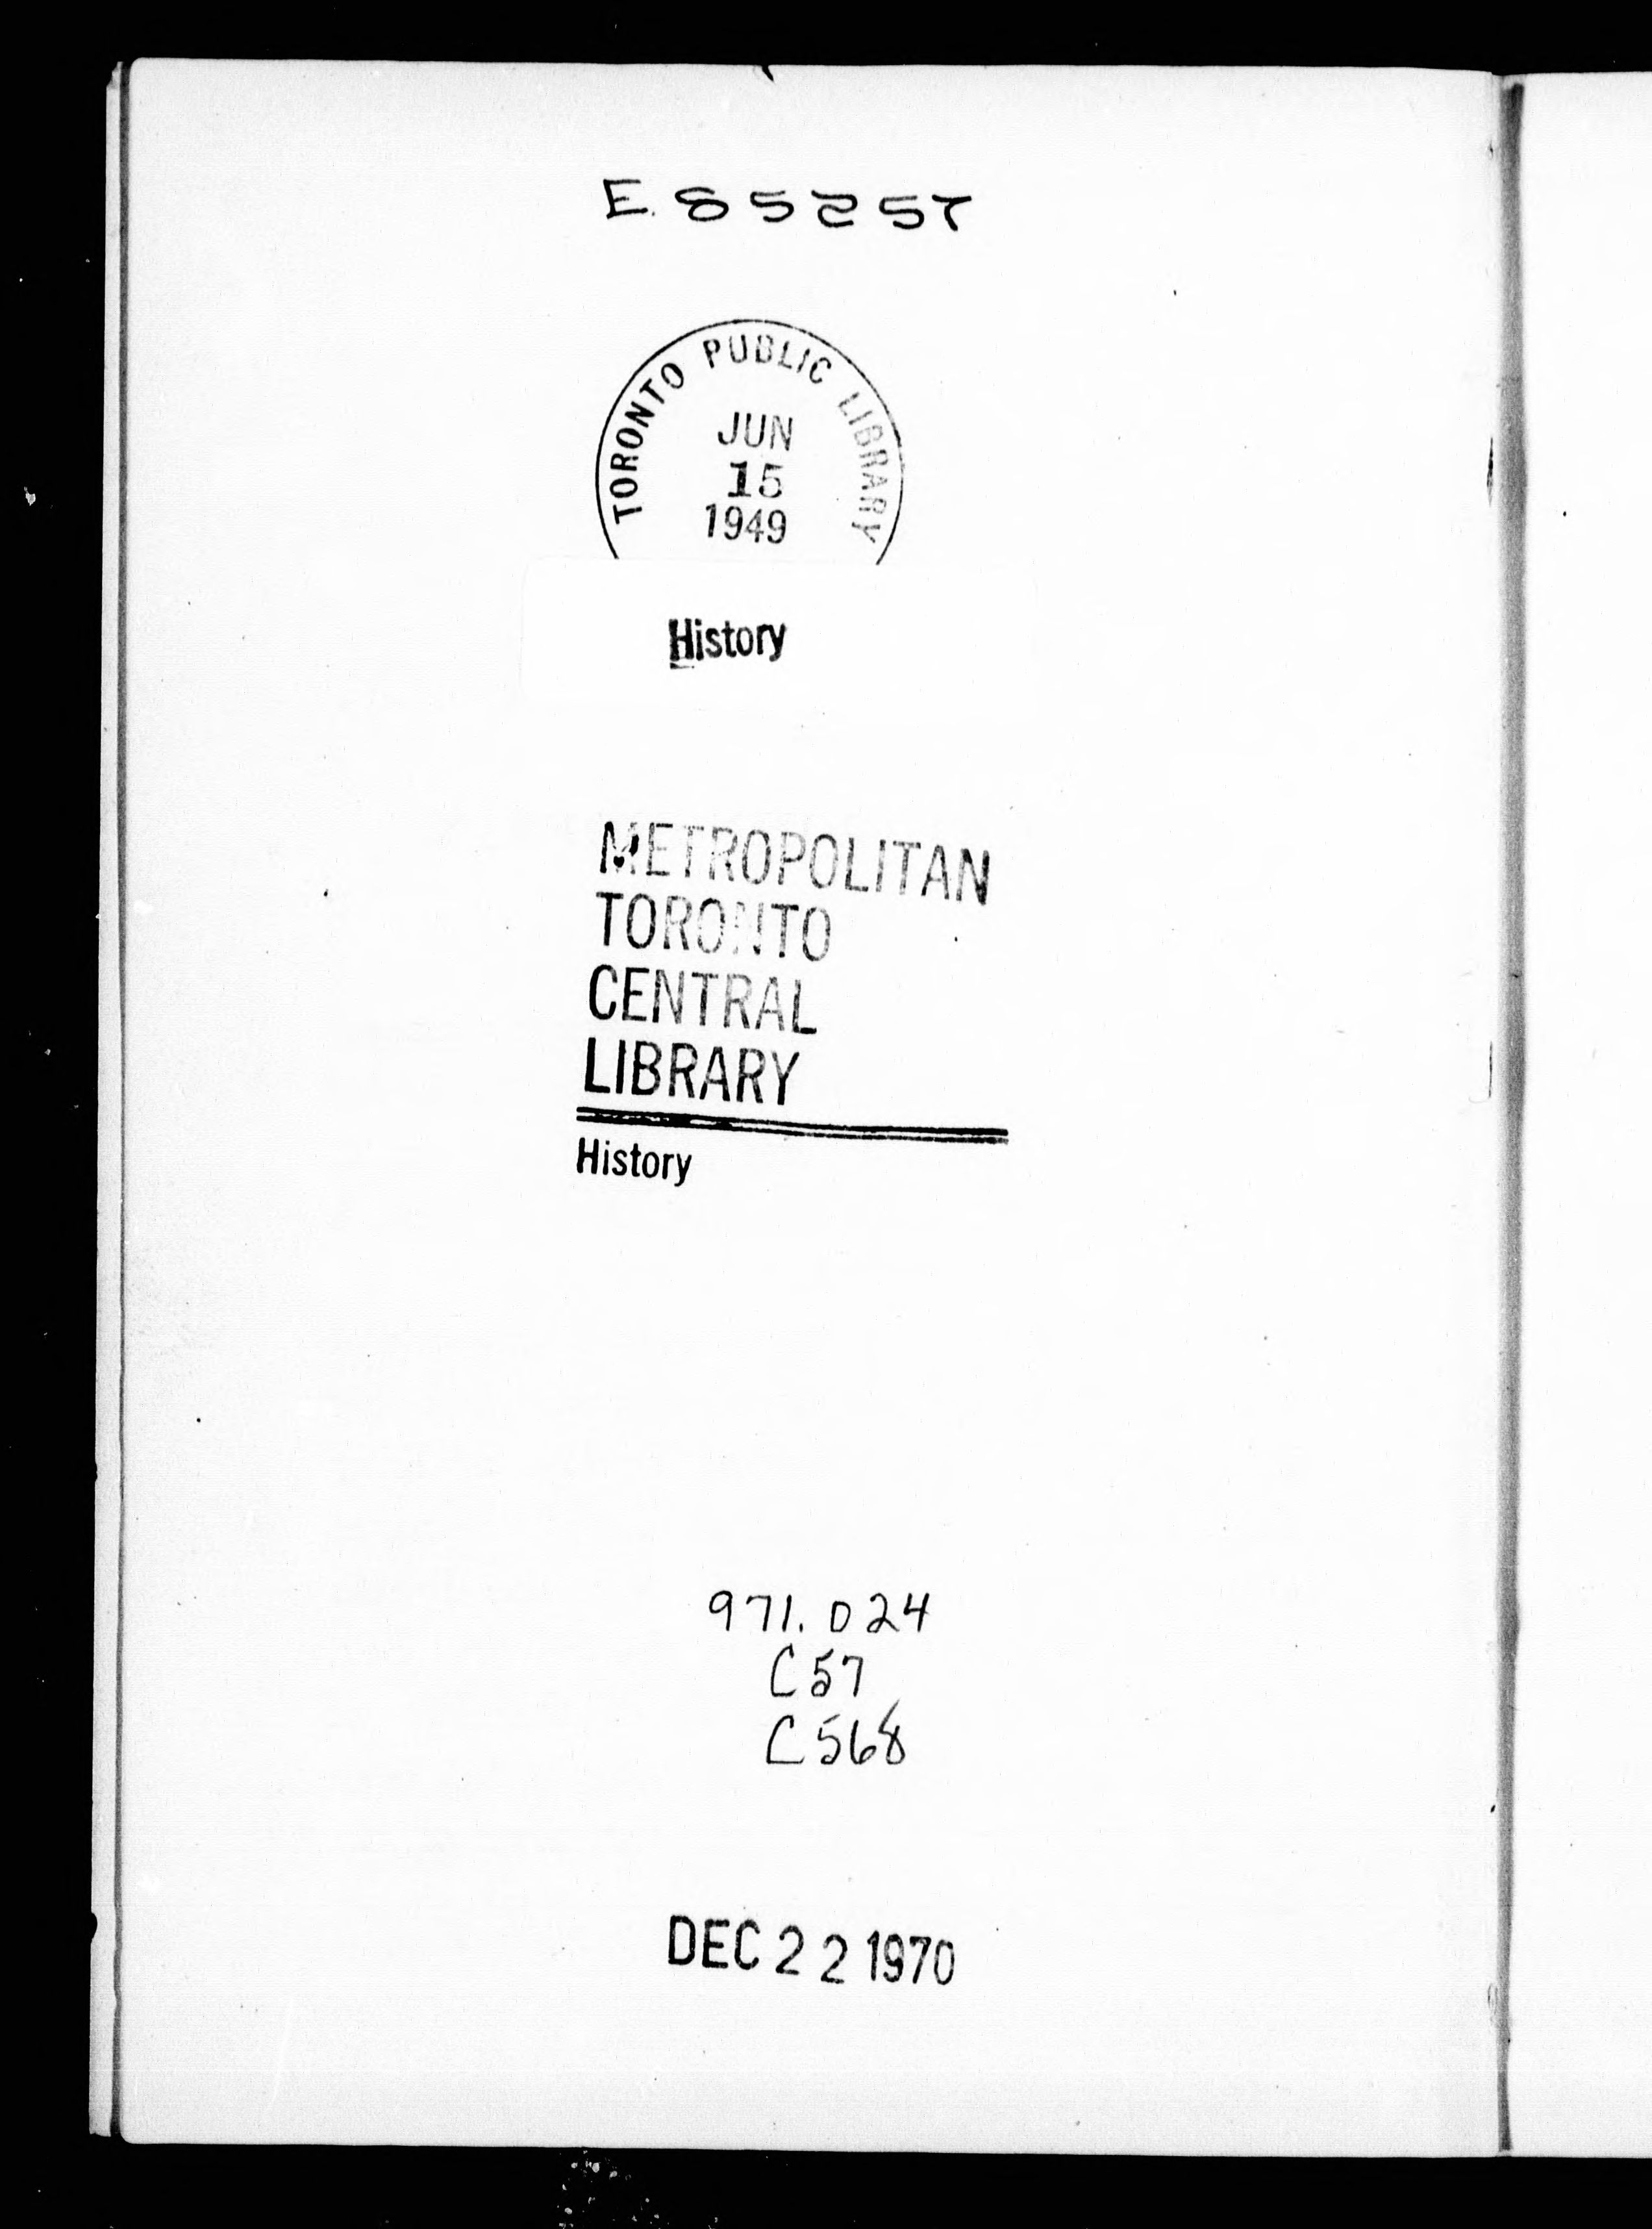 E. 85257
TORONTO PUBLIC LIBRARY
JUN
15
1949
History
METROPOLITAN
TORONTO
CENTRAL
LIBRARY
History
971.024
C57
C568
DEC 22 1970